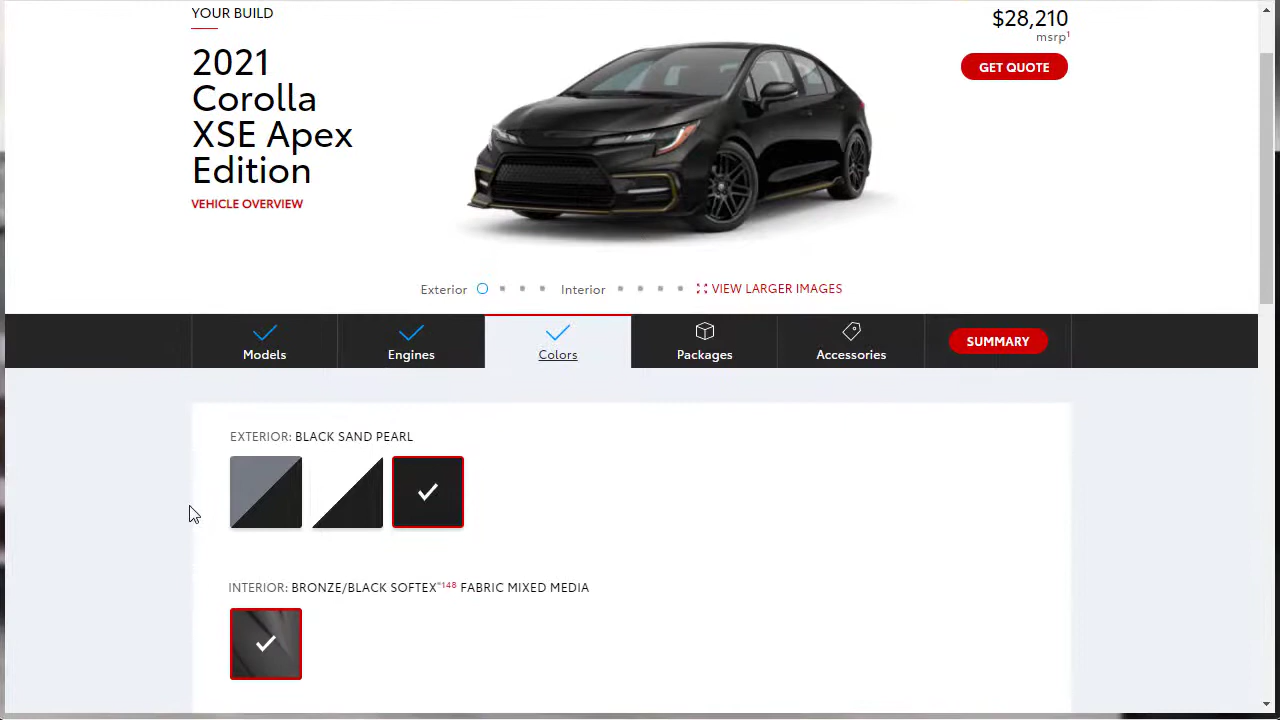 YOUR BUILD
2021
Corolla
XSE Apex
Edition
VEHICLE OVERVIEW
$28,210
msrp1
GET QUOTE
Exterior
Interior
VIEW LARGER IMAGES
Models
Engines
Colors
Packages
Accessories
SUMMARY
EXTERIOR: BLACK SAND PEARL
INTERIOR: BRONZE/BLACK SOFTEX®148 FABRIC MIXED MEDIA